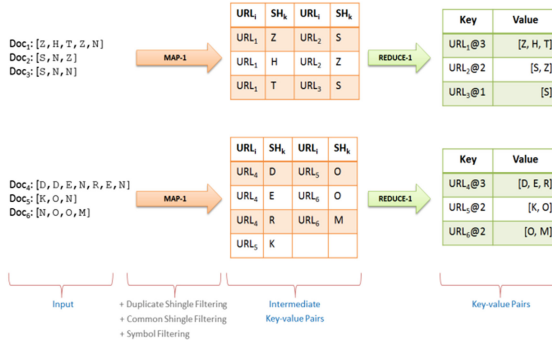 URLi SHk URLi SHk
URL1 Z URL2 S
URL1 H URL2 Z
URL1 T URL3 S
Key Value
URL1@3 [Z, H, T]
URL2@2 [S, Z]
URL3@1 [S]
Doc1: [Z,H,T,Z,N]
Doc2: [S,N,Z]
Doc3: [S,N,N]
MAP-1
REDUCE-1
URLi SHk URLi SHk
URL4 D URL5 O
URL4 E URL6 O
URL4 R URL6 M
URL5 K
Key Value
URL4@3 [D, E, R]
URL5@2 [K, O]
URL6@2 [O, M]
Doc4: [D,D,E,N,R,E,N]
Doc5: [K,O,N]
Doc6: [N,O,O,M]
MAP-1
REDUCE-1
Input
+ Duplicate Shingle Filtering
+ Common Shingle Filtering
+ Symbol Filtering
Intermediate
Key-value Pairs
Key-value Pairs